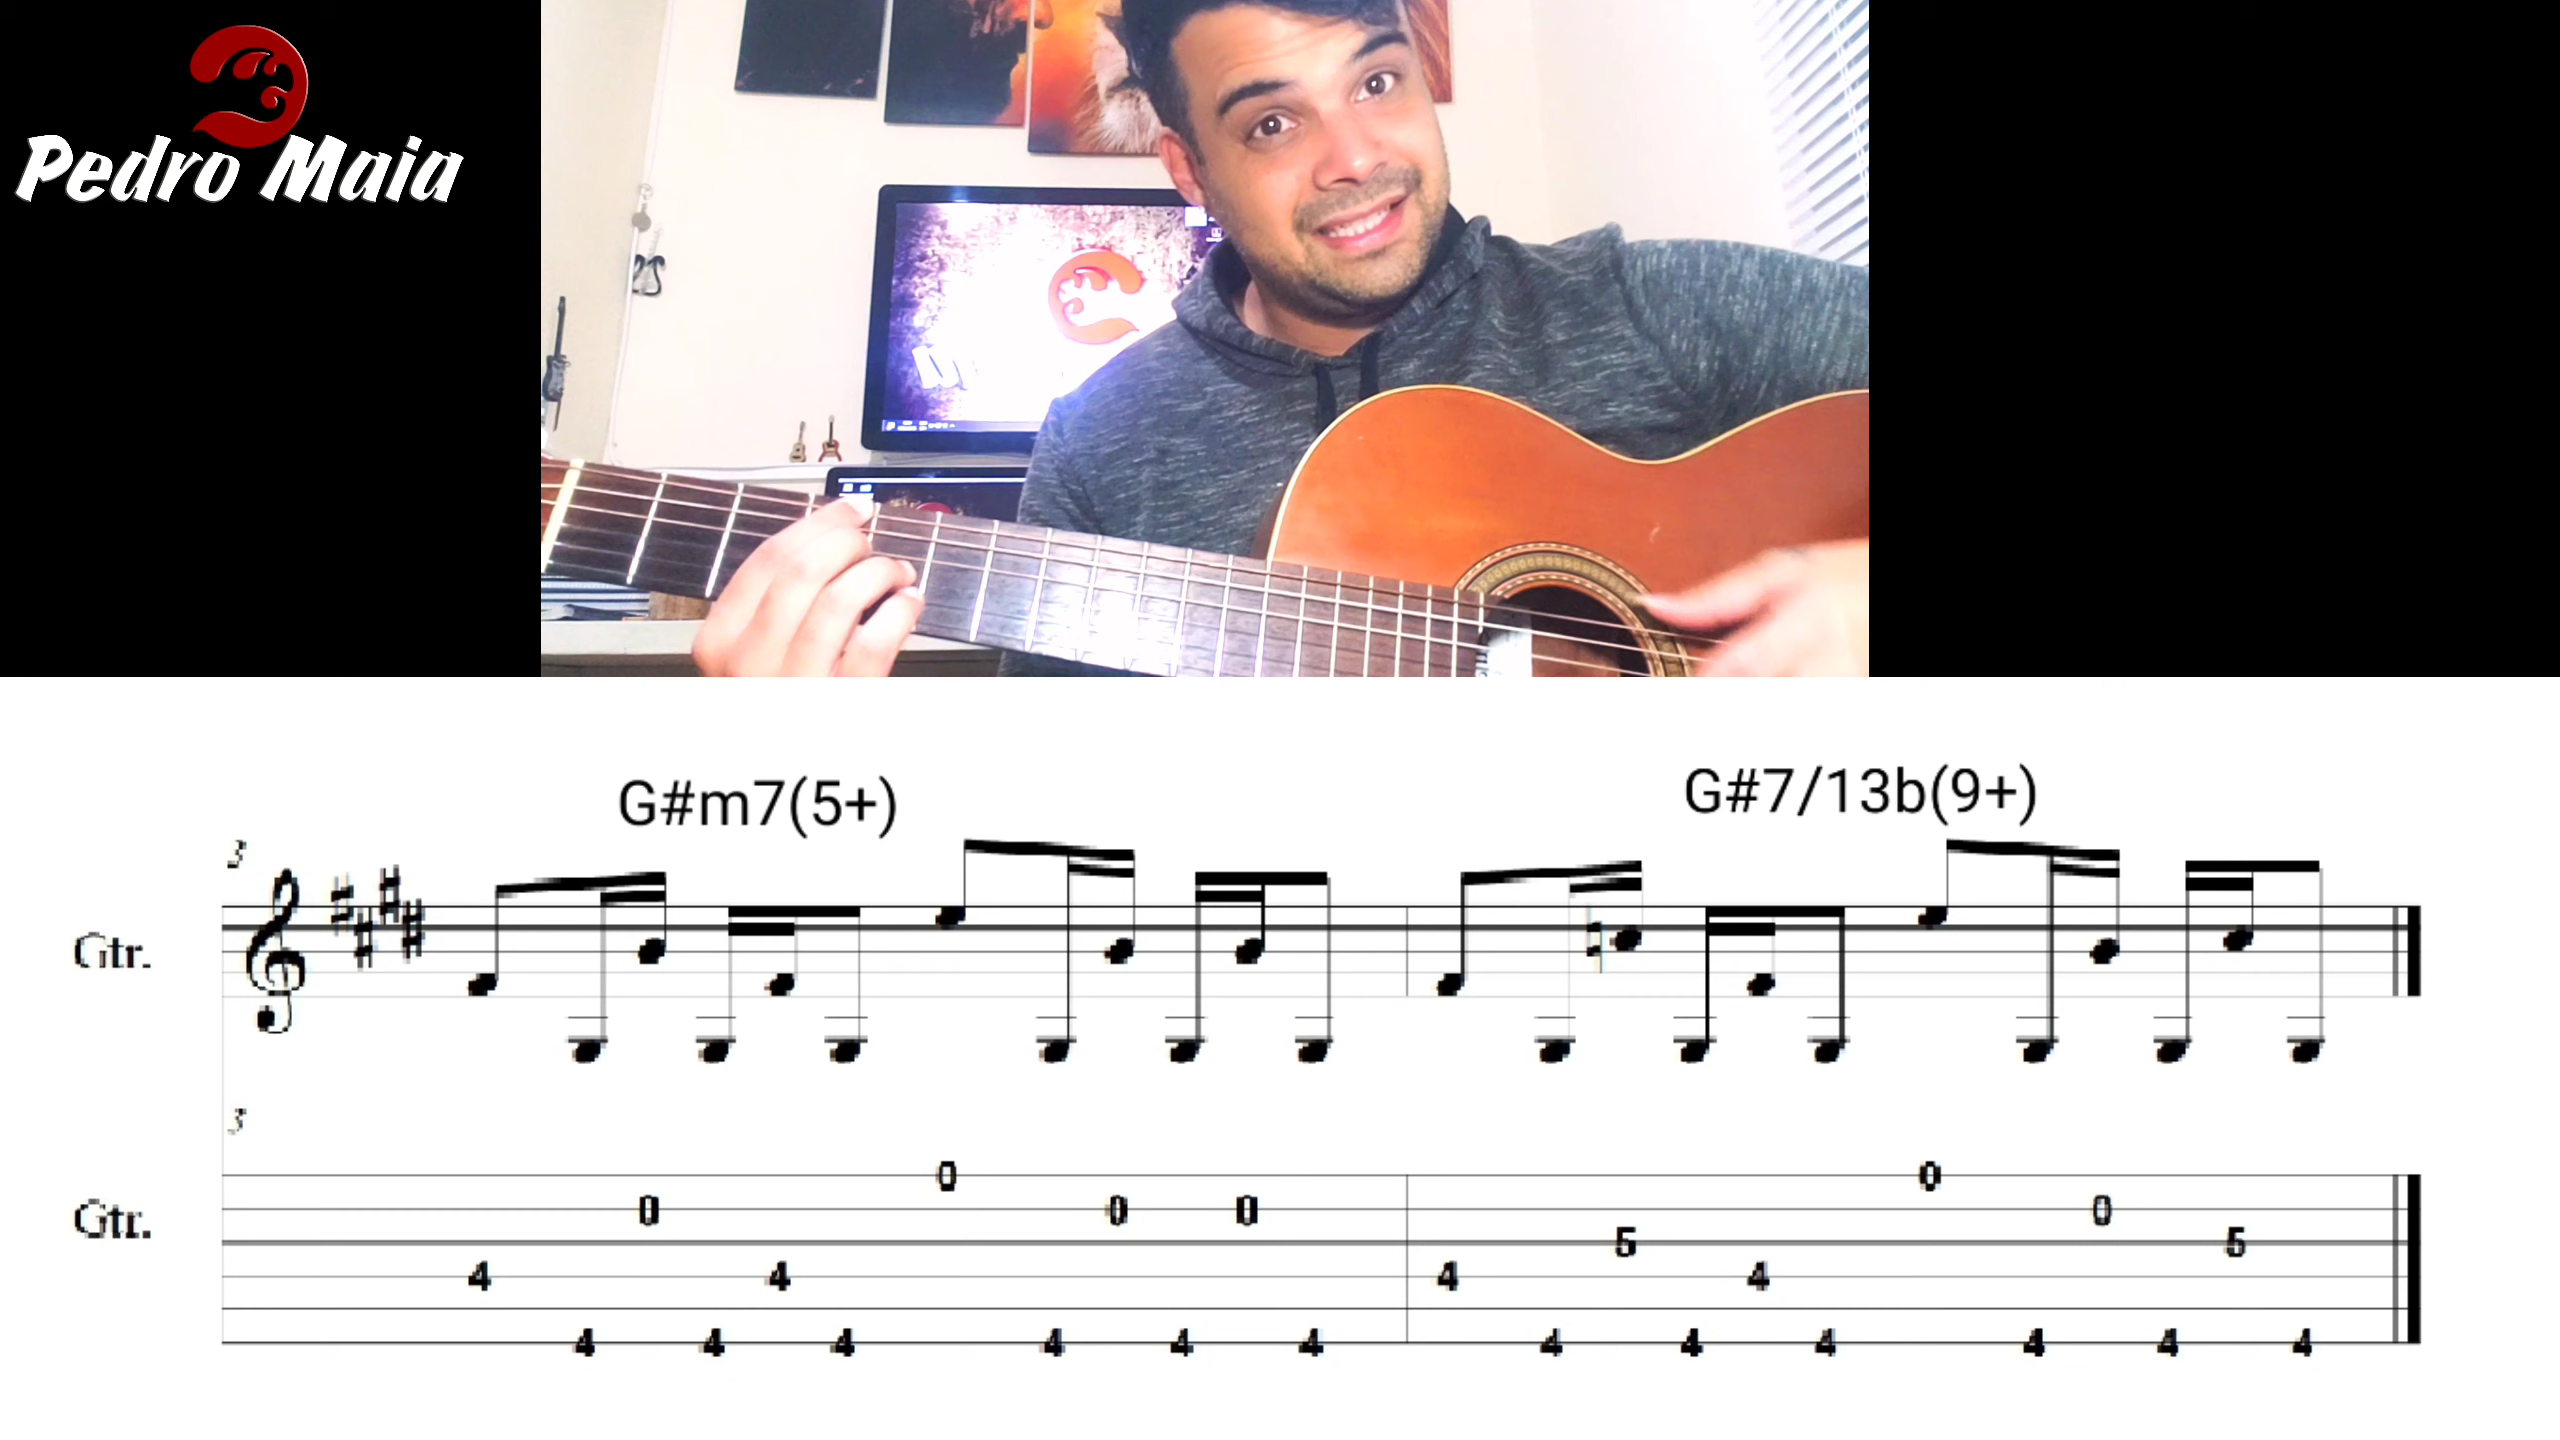 Pedro Maia
G#m7(5+) G#7/13b(9+)
3
Gtr.
3
0 0
0 0 0 0
5 5
Gtr.
4 4 4 4
4 4 4 4 4 4 4 4 4 4 4 4